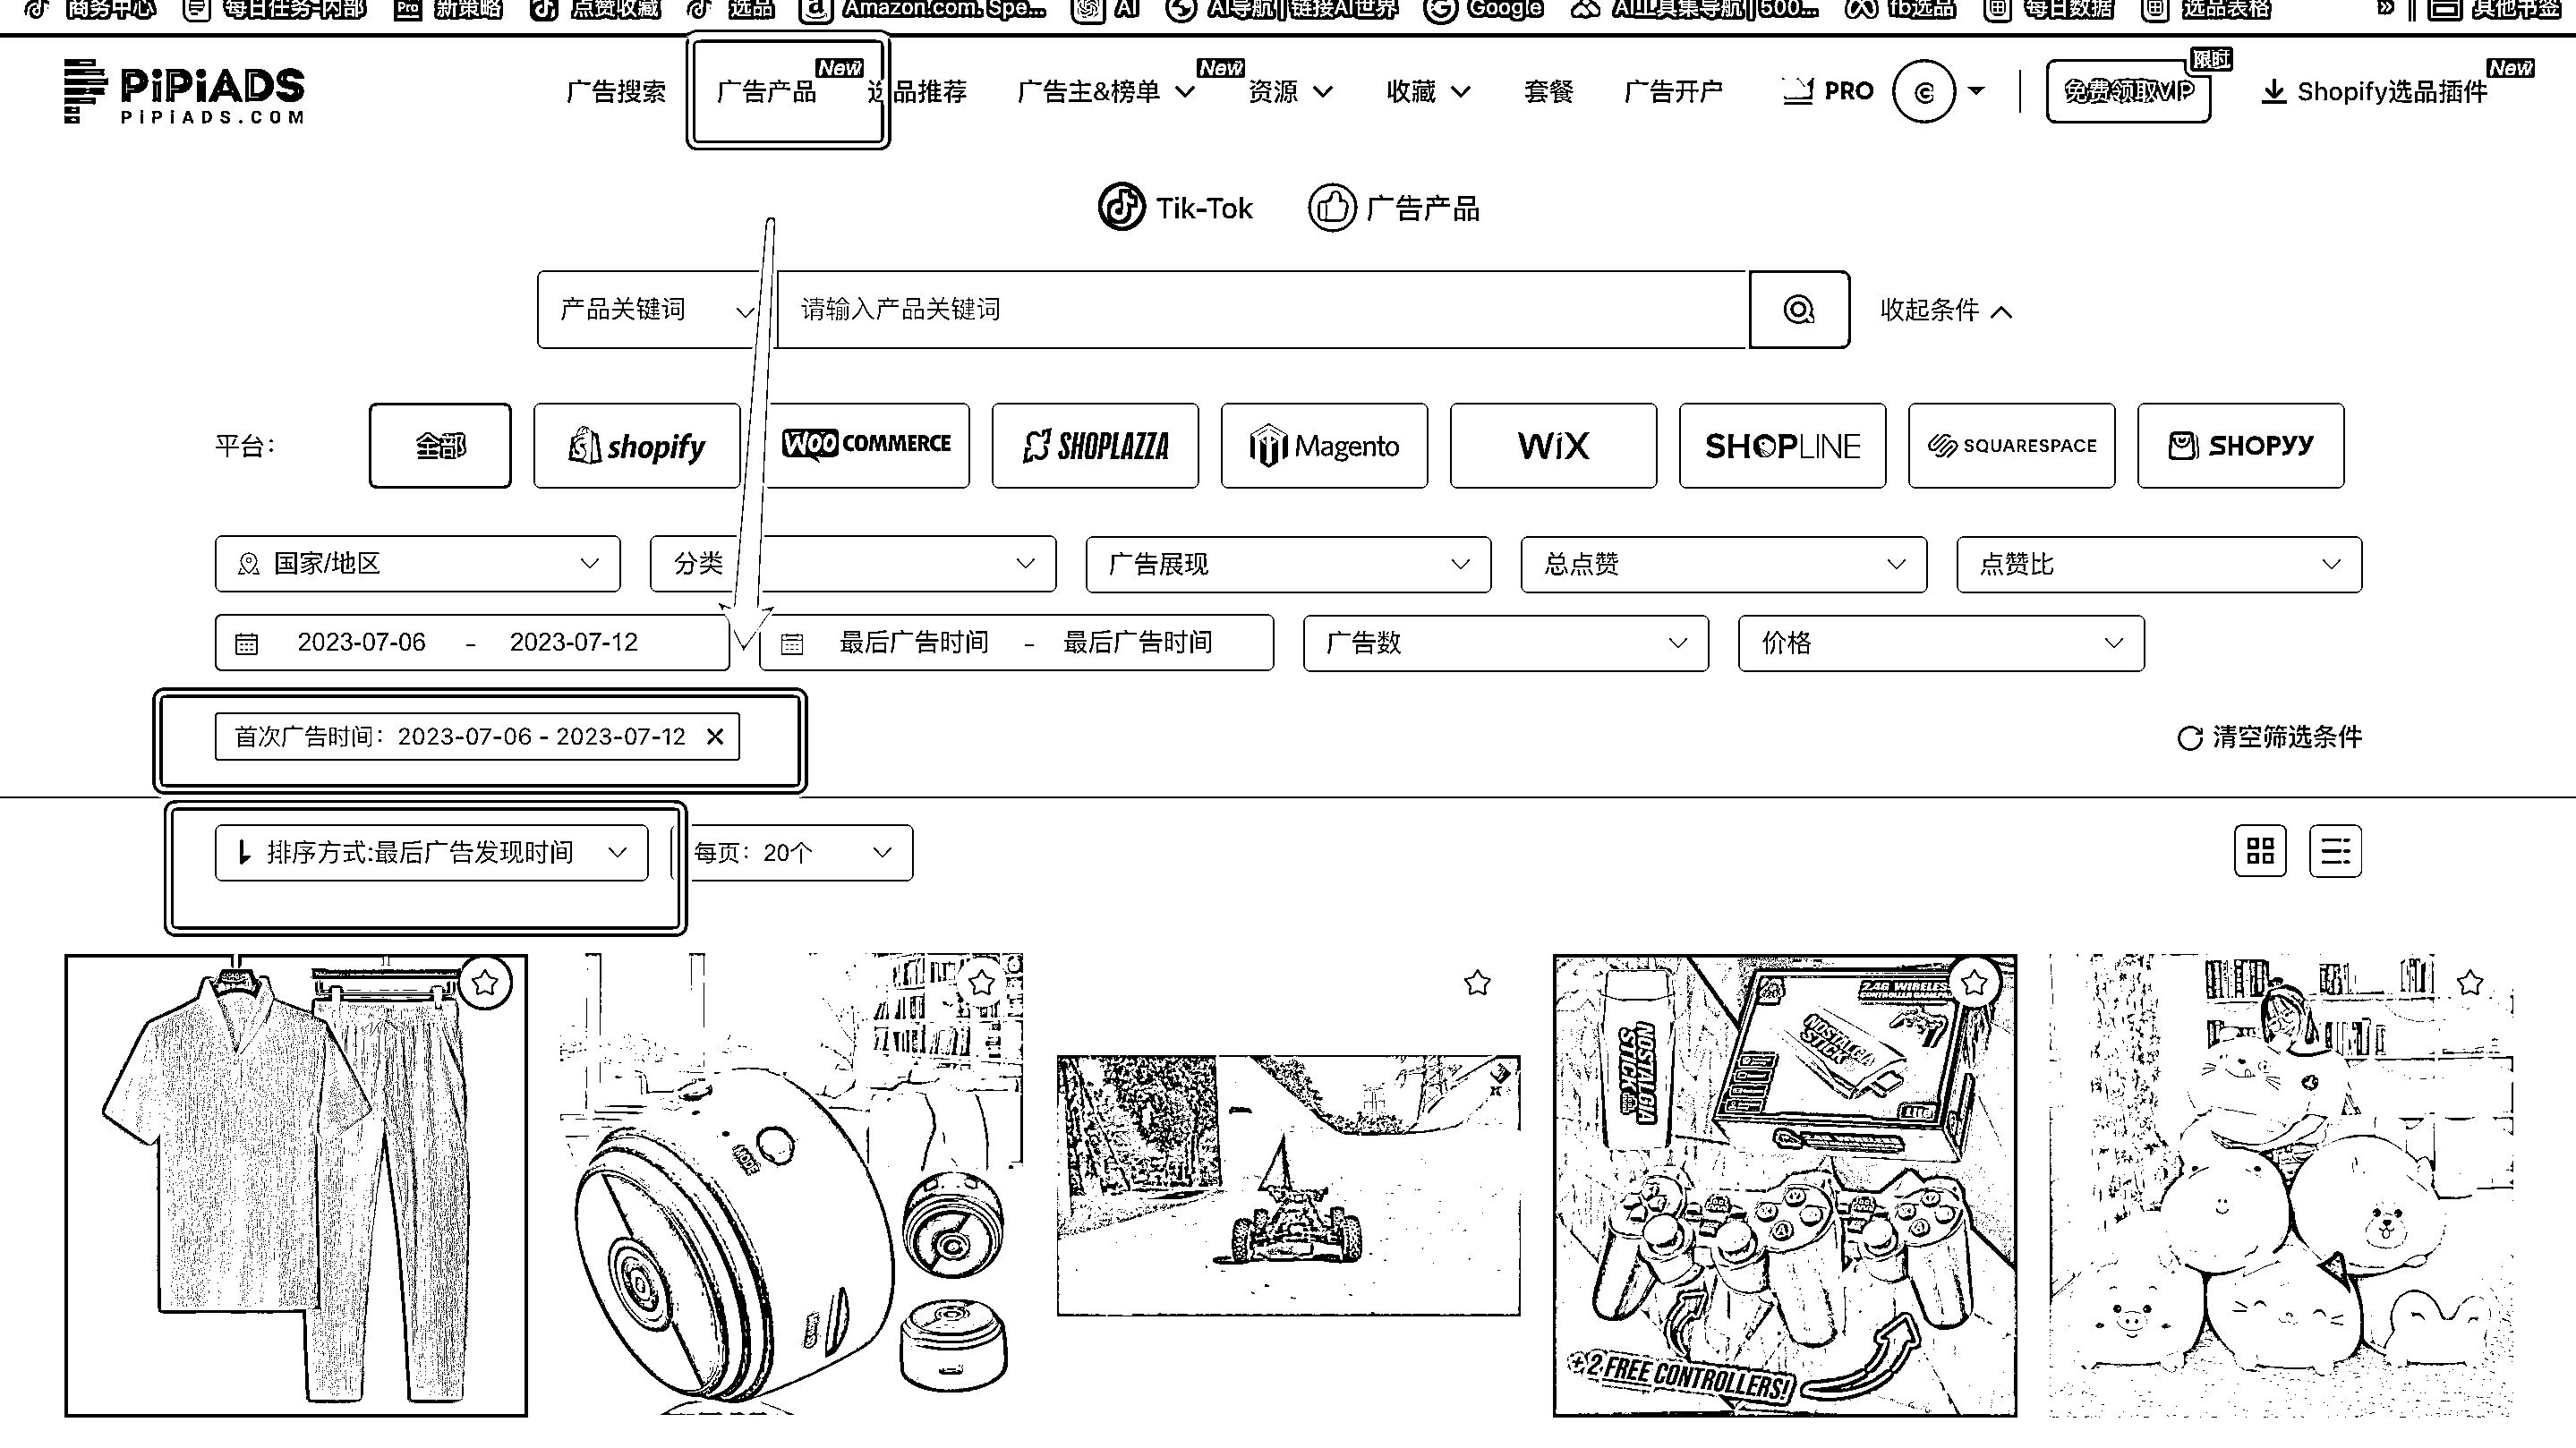 商务中心 每日任务-内部 Pro 新策略 点赞收藏 选品 Amazon.com. Spe... AI AI导航||链接AI世界 Google AI工具集导航||500... fb选品 每日数据 选品表格 » 其他书签
PiPiADS
PiPiADS.COM
广告搜索 广告产品 New 选品推荐 广告主&榜单 New 资源 收藏 套餐 广告开户 PRO 免费领取VIP 限时 Shopify选品插件 New
Tik-Tok 广告产品
产品关键词 请输入产品关键词 收起条件
平台： 全部 shopify WOO COMMERCE SHOPLAZZA Magento WiX SHOPLINE SQUARESPACE SHOPYY
国家/地区 分类 广告展现 总点赞 点赞比
2023-07-06 - 2023-07-12 最后广告时间 - 最后广告时间 广告数 价格
首次广告时间：2023-07-06 - 2023-07-12 ×
清空筛选条件
排序方式:最后广告发现时间 每页：20个
MODE
NOSTALGIA STICK
NOSTALGIA STICK
LITE
+2 FREE CONTROLLERS!